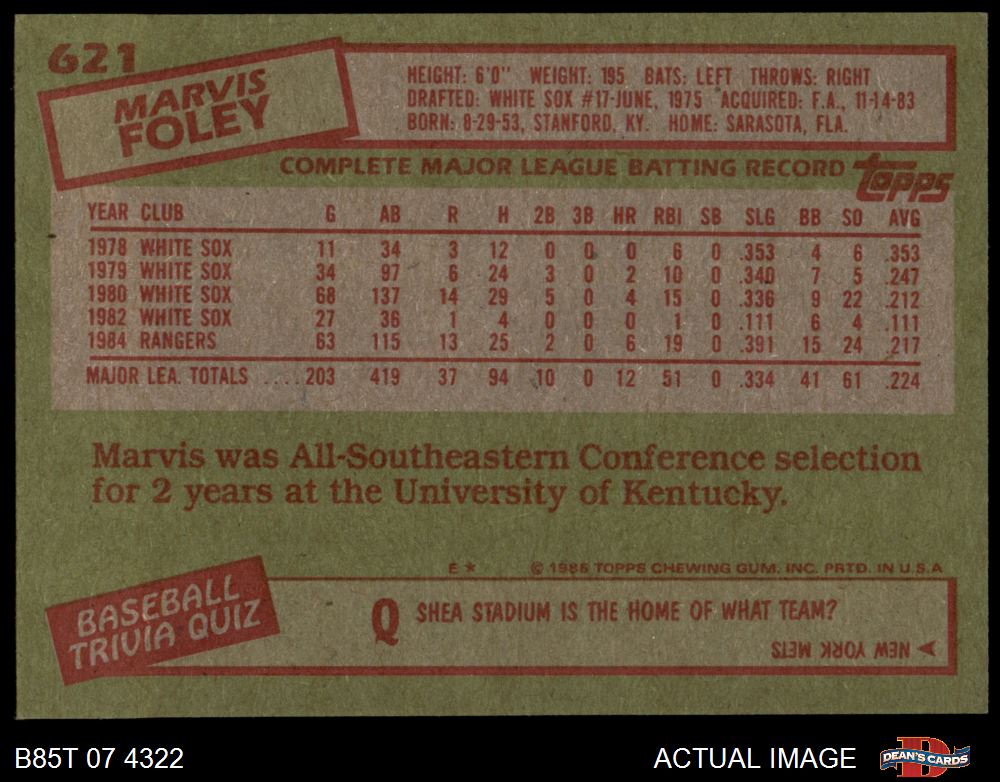 621
MARVIS
FOLEY
HEIGHT: 6'0" WEIGHT: 195 BATS: LEFT THROWS: RIGHT
DRAFTED: WHITE SOX #17-JUNE, 1975 ACQUIRED: F.A., 11-14-83
BORN: 8-29-53, STANFORD, KY. HOME: SARASOTA, FLA.
COMPLETE MAJOR LEAGUE BATTING RECORD topps
YEAR CLUB G AB R H 2B 3B HR RBI SB SLG BB SO AVG
1978 WHITE SOX 11 34 3 12 0 0 0 6 0 .353 4 6 .353
1979 WHITE SOX 34 97 6 24 3 0 2 10 0 .340 7 5 .247
1980 WHITE SOX 68 137 14 29 5 0 4 15 0 .336 9 22 .212
1982 WHITE SOX 27 36 1 4 0 0 0 1 0 .111 6 4 .111
1984 RANGERS 63 115 13 25 2 0 6 19 0 .391 15 24 .217
MAJOR LEA. TOTALS ....203 419 37 94 10 0 12 51 0 .334 41 61 .224
Marvis was All-Southeastern Conference selection
for 2 years at the University of Kentucky.
E * © 1985 TOPPS CHEWING GUM, INC. PRTD. IN U.S.A
BASEBALL
TRIVIA QUIZ
Q SHEA STADIUM IS THE HOME OF WHAT TEAM?
NEW YORK METS
B85T 07 4322 ACTUAL IMAGE D DEAN'S CARDS